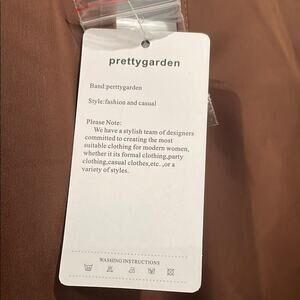 prettygarden
Band:perttygarden
Style:fashion and casual
Please Note:
We have a stylish team of designers
committed to creating the most
suitable clothing for modern women,
whether it its formal clothing,party
clothing,casual clothes,etc. ,or a
variety of styles.
WASHING INSTRUCTIONS